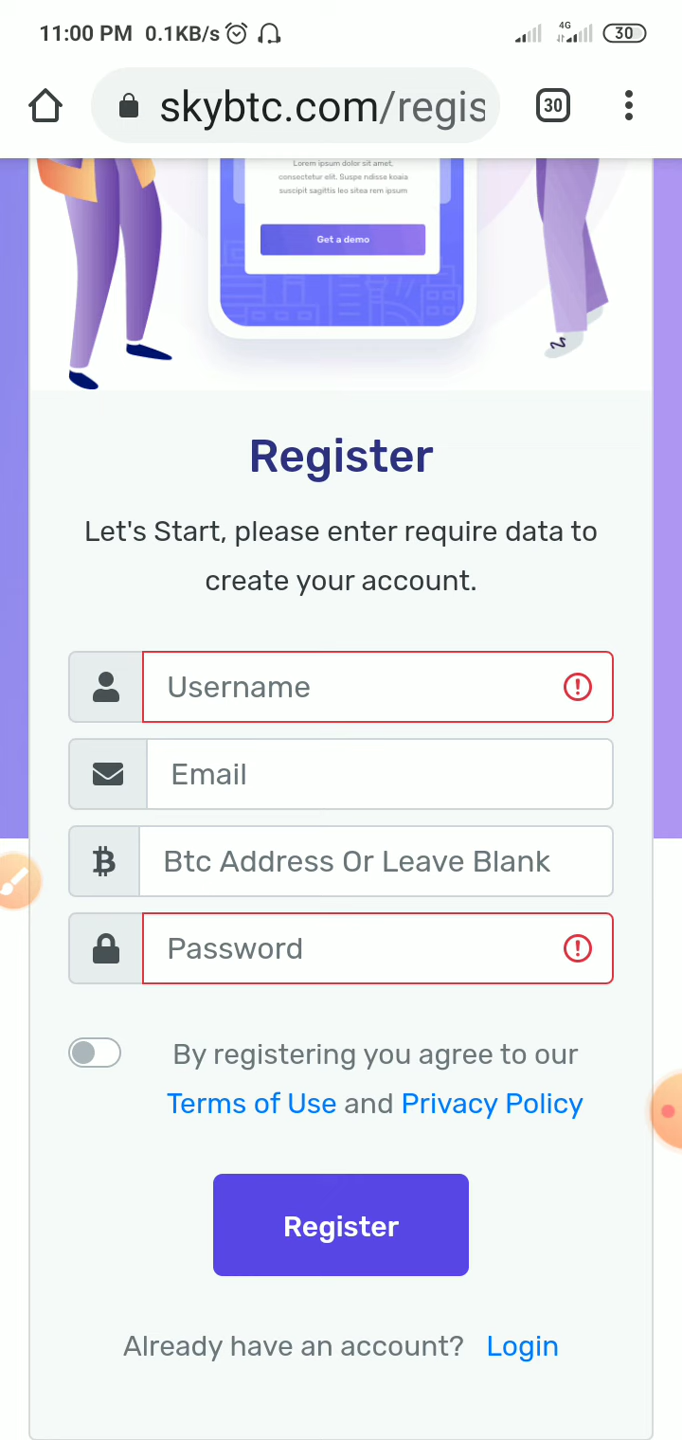 11:00 PM 0.1KB/s 4G 30
skybtc.com/regis 30
Lorem ipsum dolor sit amet,
consectetur elit. Suspe ndisse koaia
suscipit sagittis leo sitea rem ipsum
Get a demo
Register
Let's Start, please enter require data to
create your account.
Username
Email
Btc Address Or Leave Blank
Password
By registering you agree to our
Terms of Use and Privacy Policy
Register
Already have an account? Login